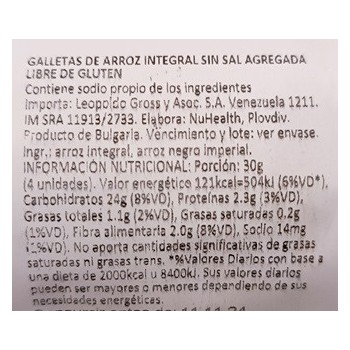 GALLETAS DE ARROZ INTEGRAL SIN SAL AGREGADA
LIBRE DE GLUTEN
Contiene sodio propio de los ingredientes
Importa: Leopoldo Gross y Asoc. S.A. Venezuela 1211.
IM SRA 11913/2733. Elabora: NuHealth, Plovdiv.
Producto de Bulgaria. Vencimiento y lote: ver envase.
Ingr.: arroz integral, arroz negro imperial.
INFORMACIÓN NUTRICIONAL: Porción: 30g
(4 unidades). Valor energético 121kcal=504kJ (6%VD*),
Carbohidratos 24g (8%VD), Proteínas 2.3g (3%VD),
Grasas totales 1.1g (2%VD), Grasas saturadas 0.2g
(1%VD), Fibra alimentaria 2.0g (8%VD), Sodio 14mg
(1%VD). No aporta cantidades significativas de grasas
saturadas ni grasas trans. *%Valores Diarios con base a
una dieta de 2000kcalu 8400kJ. Sus valores diarios
pueden ser mayores o menores dependiendo de sus
necesidades energéticas.